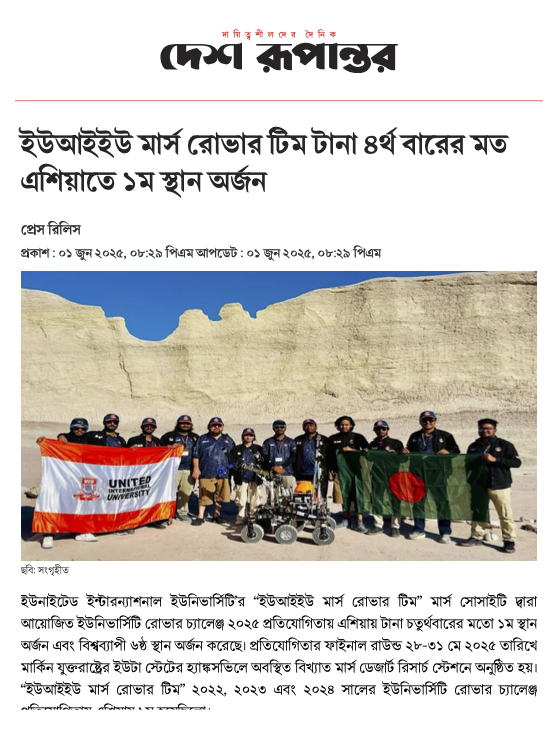 দায়িত্বশীলদের দৈনিক
দেশ রূপান্তর
ইউআইইউ মার্স রোভার টিম টানা ৪র্থ বারের মত
এশিয়াতে ১ম স্থান অর্জন
প্রেস রিলিস
প্রকাশ : ০১ জুন ২০২৫, ০৮:২৯ পিএম আপডেট : ০১ জুন ২০২৫, ০৮:২৯ পিএম
UNITED
INTERNATIONAL
UNIVERSITY
ছবি: সংগৃহীত
ইউনাইটেড ইন্টারন্যাশনাল ইউনিভার্সিটি’র “ইউআইইউ মার্স রোভার টিম” মার্স সোসাইটি দ্বারা
আয়োজিত ইউনিভার্সিটি রোভার চ্যালেঞ্জ ২০২৫ প্রতিযোগিতায় এশিয়ায় টানা চতুর্থবারের মতো ১ম স্থান
অর্জন এবং বিশ্বব্যাপী ৬ষ্ঠ স্থান অর্জন করেছে। প্রতিযোগিতার ফাইনাল রাউন্ড ২৮-৩১ মে ২০২৫ তারিখে
মার্কিন যুক্তরাষ্ট্রের ইউটা স্টেটের হ্যাঙ্কসভিলে অবস্থিত বিখ্যাত মার্স ডেজার্ট রিসার্চ স্টেশনে অনুষ্ঠিত হয়।
“ইউআইইউ মার্স রোভার টিম” ২০২২, ২০২৩ এবং ২০২৪ সালের ইউনিভার্সিটি রোভার চ্যালেঞ্জ